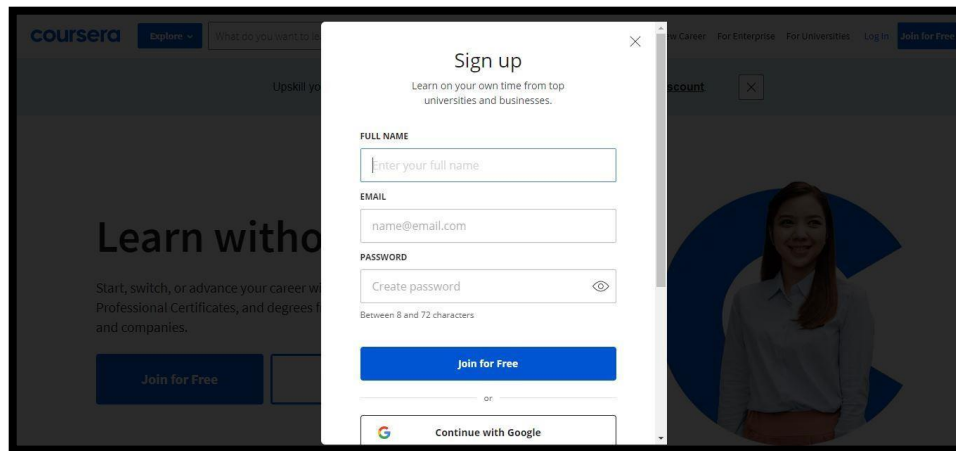 coursera
Explore
What do you want to lea
w Career
For Enterprise
For Universities
Log In
Join for Free
Upskill yo
scount
Sign up
Learn on your own time from top
universities and businesses.
FULL NAME
Enter your full name
EMAIL
name@email.com
PASSWORD
Create password
Between 8 and 72 characters
Join for Free
or
Continue with Google
Learn witho
Start, switch, or advance your career wi
Professional Certificates, and degrees f
and companies.
Join for Free